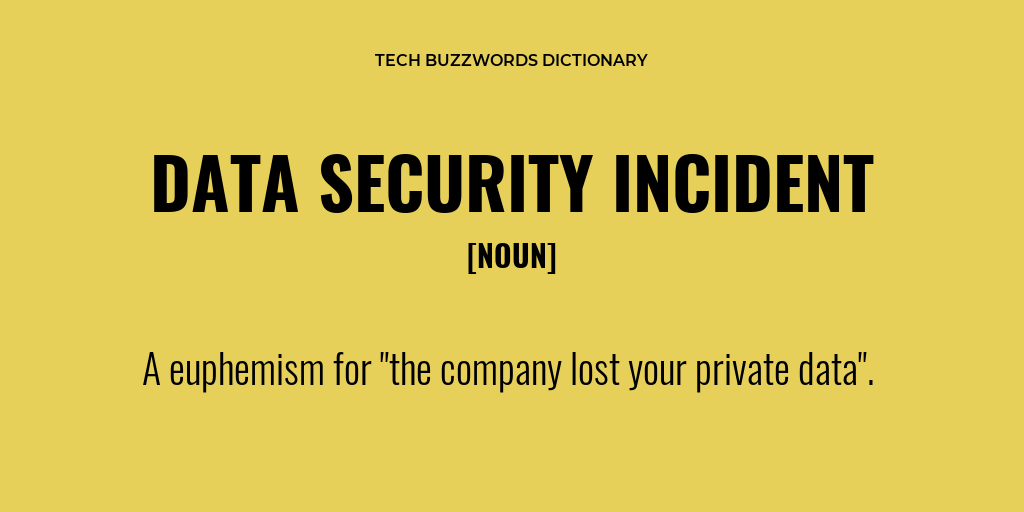 TECH BUZZWORDS DICTIONARY
DATA SECURITY INCIDENT
[NOUN]
A euphemism for "the company lost your private data".